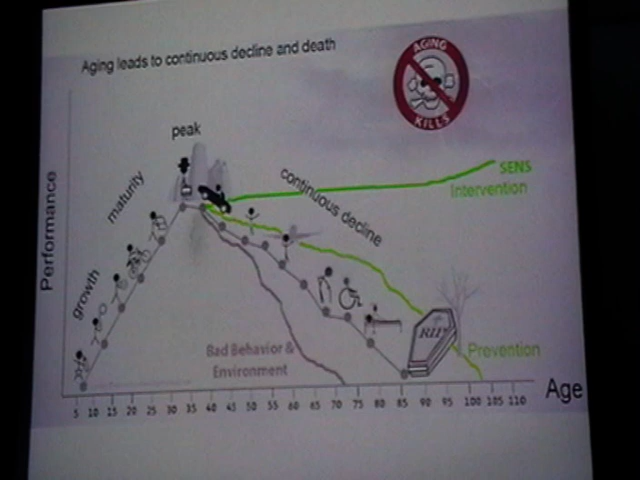 Aging leads to continuous decline and death
AGING
KILLS
peak
maturity
growth
continuous decline
SENS
Intervention
Performance
Bad Behavior &
Environment
RIP
Prevention
Age
5 10 15 20 25 30 35 40 45 50 55 60 65 70 75 80 85 90 95 100 105 110